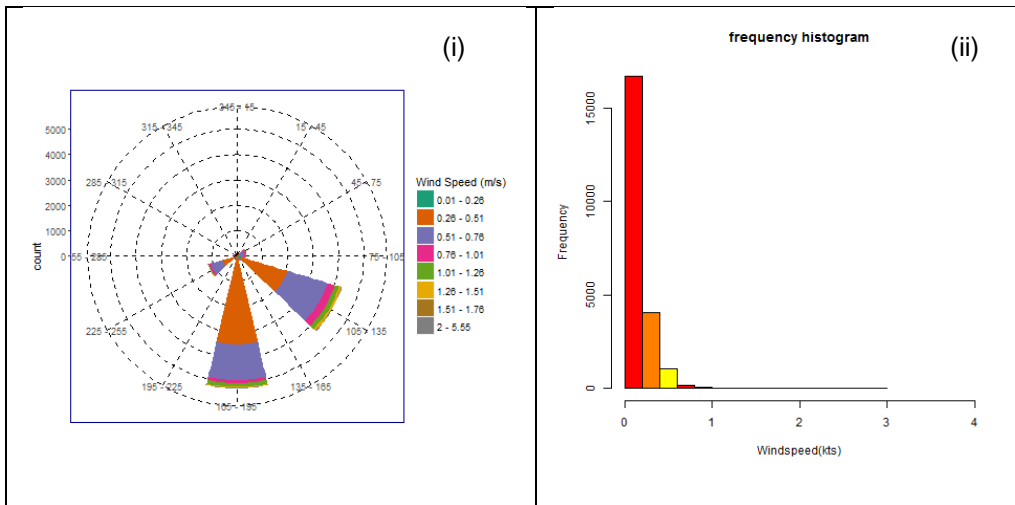 (i)
345 - 15
315 - 345
15 - 45
285 - 315
45 - 75
55 - 285
75 - 105
225 - 255
105 - 135
195 - 225
135 - 165
165 - 195
5000
4000
3000
2000
1000
0
count
Wind Speed (m/s)
0.01 - 0.26
0.26 - 0.51
0.51 - 0.76
0.76 - 1.01
1.01 - 1.26
1.26 - 1.51
1.51 - 1.76
2 - 5.55
(ii)
frequency histogram
15000
10000
5000
0
Frequency
0 1 2 3 4
Windspeed(kts)